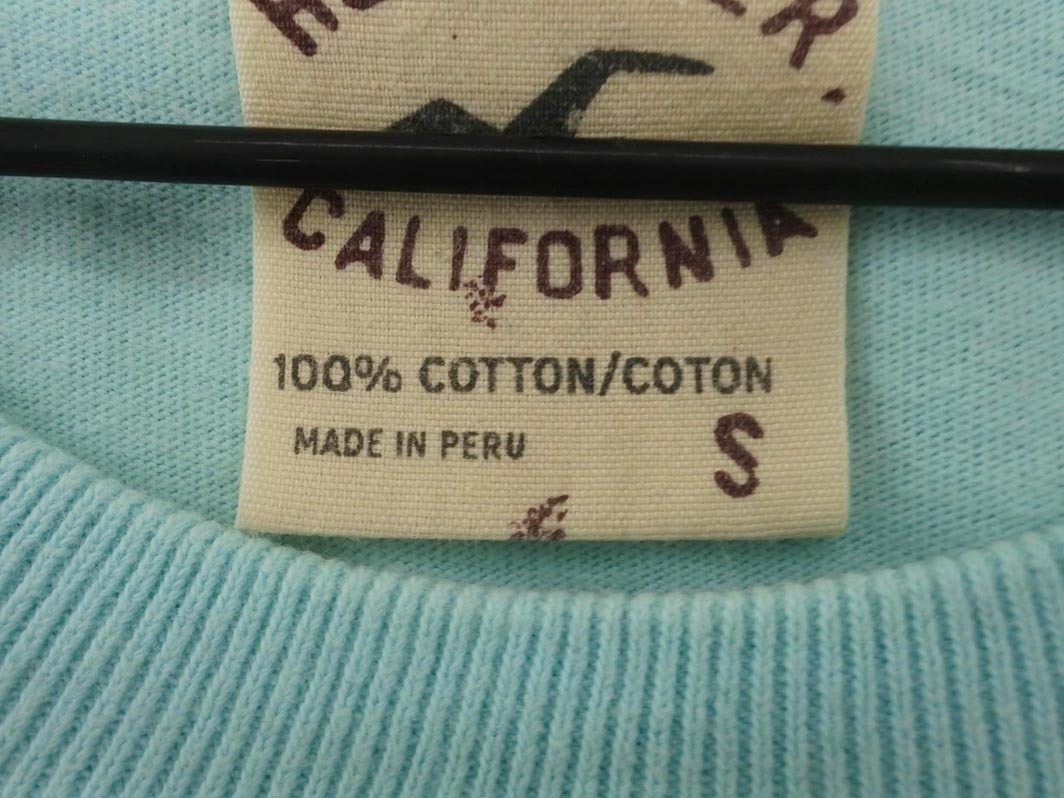 CALIFORNIA
100% COTTON/COTON
MADE IN PERU
S